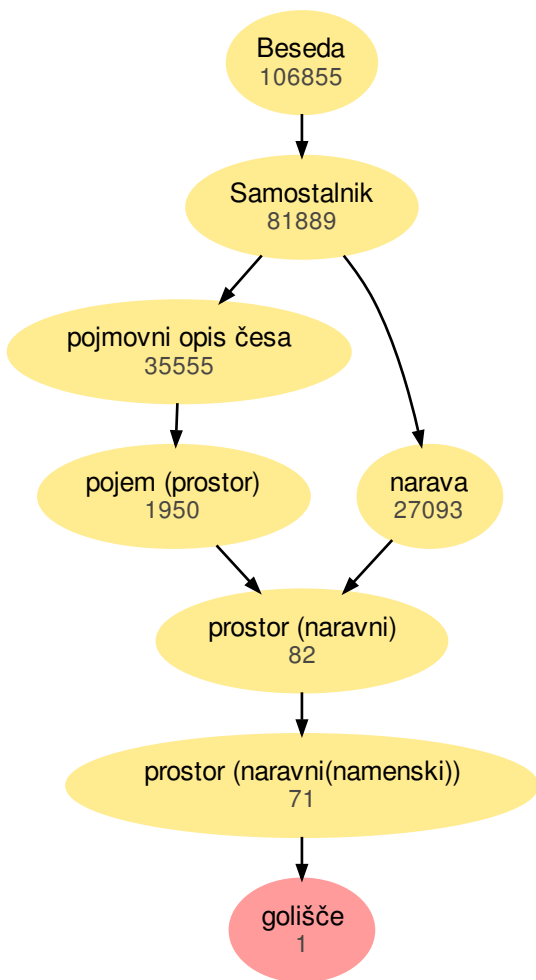 Beseda
106855
Samostalnik
81889
pojmovni opis česa
35555
pojem (prostor)
1950
narava
27093
prostor (naravni)
82
prostor (naravni(namenski))
71
golišče
1